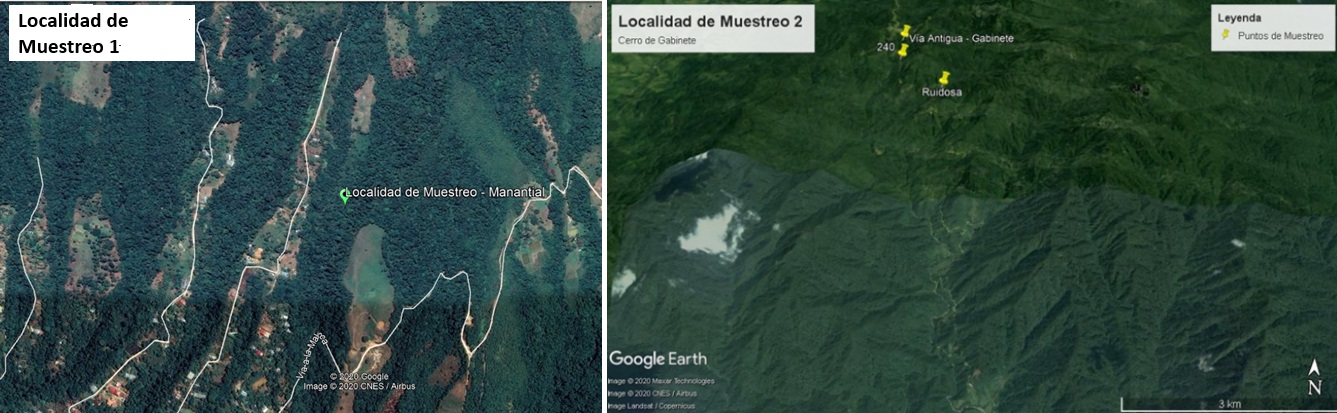 Localidad de
Muestreo 1
Localidad de Muestreo - Manantial
Via-a-la-Ma
© 2020 Google
Image © 2020 CNES / Airbus
Localidad de Muestreo 2
Cerro de Gabinete
Leyenda
Puntos de Muestreo
Vía Antigua - Gabinete
240
Ruidosa
Google Earth
Image © 2020 Maxar Technologies
Image © 2020 CNES / Airbus
Image Landsat / Copernicus
N
3 km